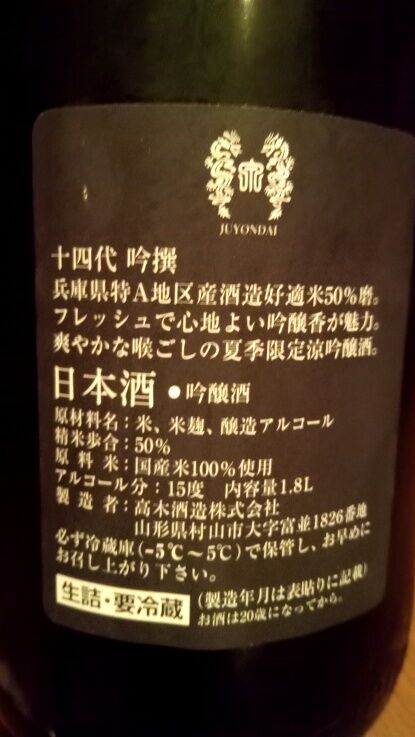 JUYONDAI
十四代 吟撰
兵庫県特A地区産酒造好適米50%磨。
フレッシュで心地よい吟醸香が魅力。
爽やかな喉ごしの夏季限定涼吟醸酒。
日本酒 ● 吟醸酒
原材料名：米、米麹、醸造アルコール
精米歩合：50%
原料米：国産米100%使用
アルコール分：15度 内容量1.8L
製造者：高木酒造株式会社
山形県村山市大字富並1826番地
必ず冷蔵庫(-5℃〜5℃)で保管し、お早めに
お召し上がり下さい。
生詰・要冷蔵 (製造年月は表貼りに記載)
お酒は20歳になってから。